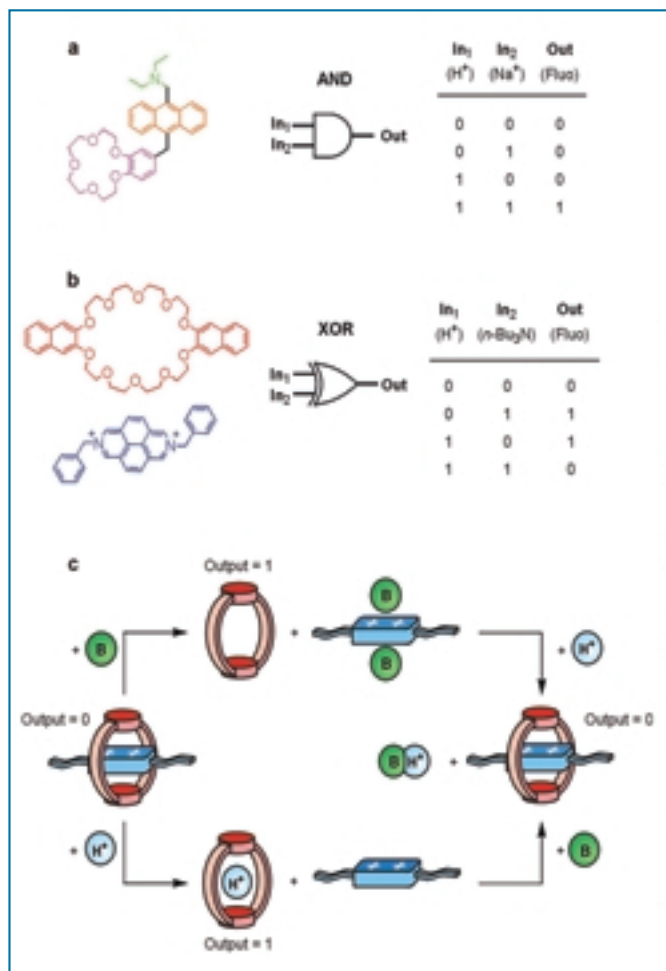 a
N
O
O
O
O
O
AND
In₁
In₂
Out
In₁ In₂ Out
(H⁺) (Na⁺) (Fluo)
0 0 0
0 1 0
1 0 0
1 1 1
b
O O O O O
O O O O O
+N
N+
XOR
In₁
In₂
Out
In₁ In₂ Out
(H⁺) (n-Bu₃N) (Fluo)
0 0 0
0 1 1
1 0 1
1 1 0
c
Output = 1
+ B
+
B
B
+ H⁺
Output = 0
B H⁺ +
Output = 0
+ H⁺
H⁺
+
+ B
Output = 1